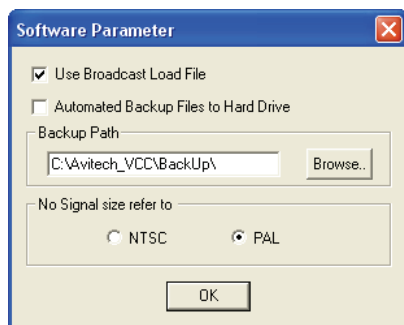 Software Parameter
Use Broadcast Load File
Automated Backup Files to Hard Drive
Backup Path
C:\Avitech_VCC\BackUp\ Browse..
No Signal size refer to
NTSC PAL
OK